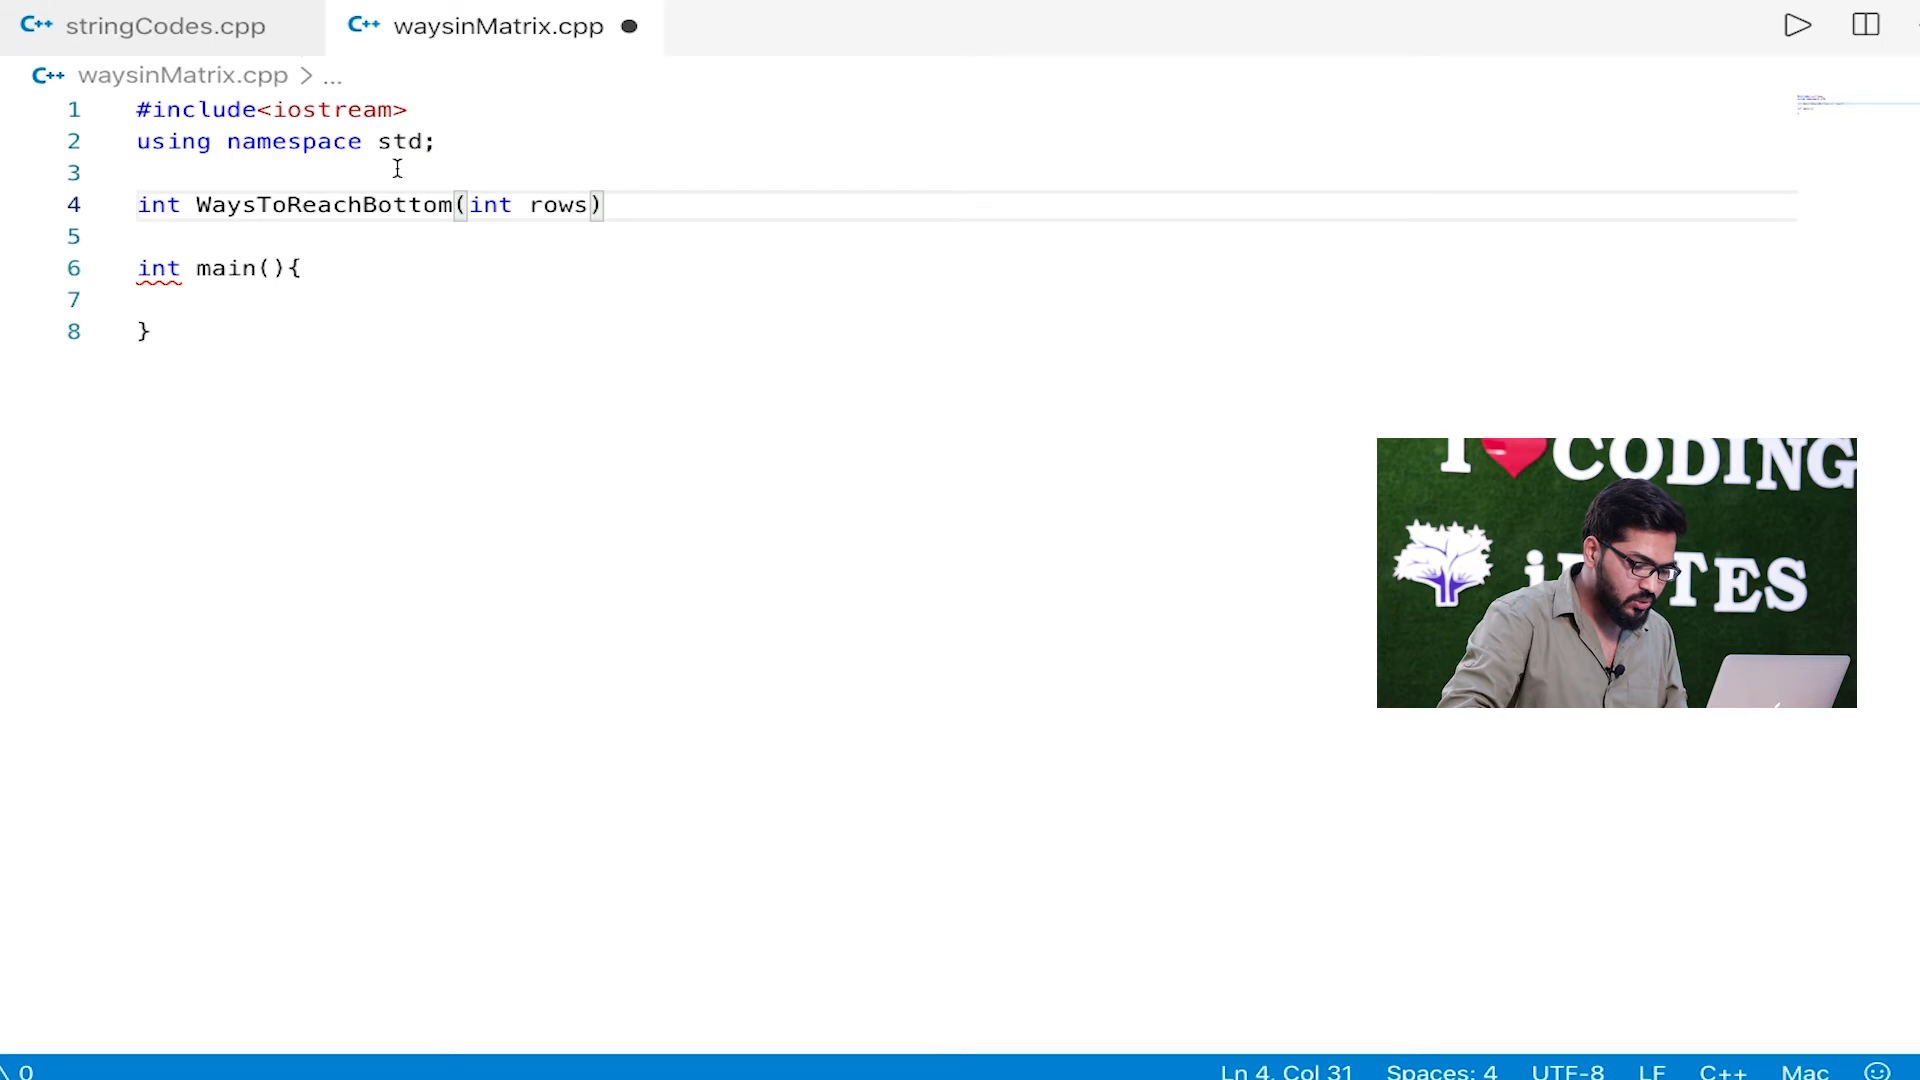 C++ stringCodes.cpp
C++ waysinMatrix.cpp
C++ waysinMatrix.cpp > ...
1 #include<iostream>
2 using namespace std;
3
4 int WaysToReachBottom(int rows)
5
6 int main(){
7
8 }
I CODING
0
Ln 4, Col 31 Spaces: 4 UTF-8 LF C++ Mac